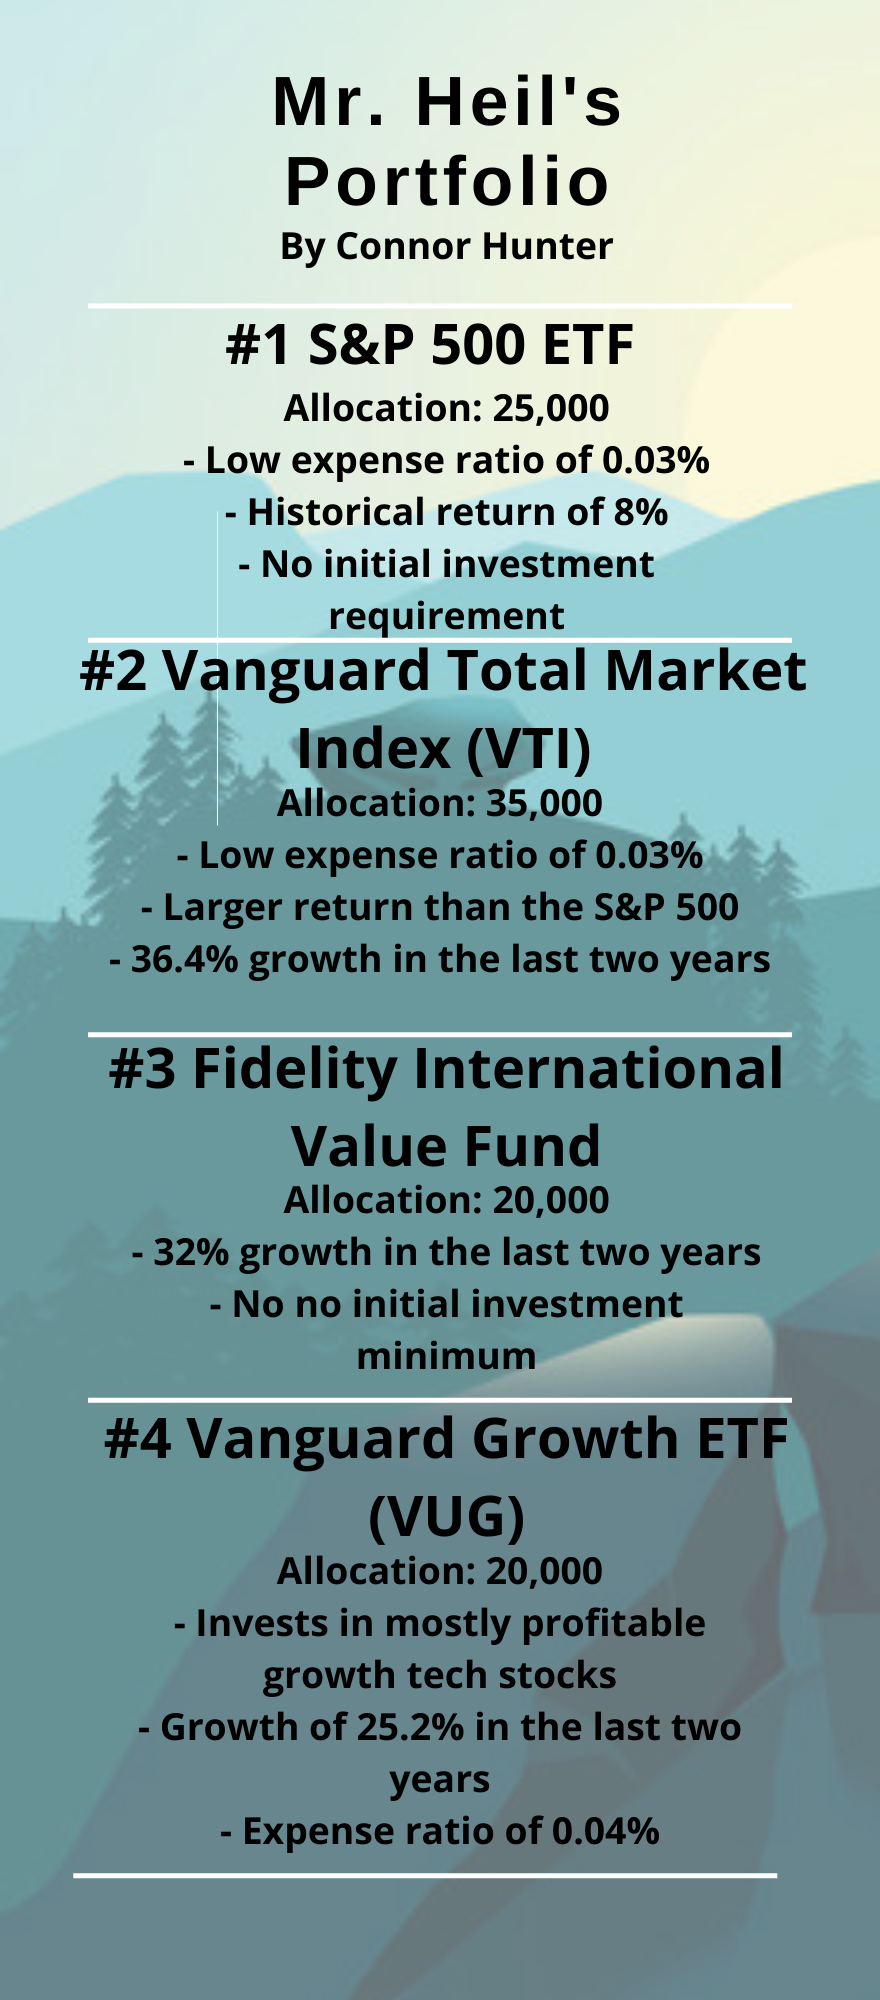 Mr. Heil's
Portfolio
By Connor Hunter
#1 S&P 500 ETF
Allocation: 25,000
- Low expense ratio of 0.03%
- Historical return of 8%
- No initial investment
requirement
#2 Vanguard Total Market
Index (VTI)
Allocation: 35,000
- Low expense ratio of 0.03%
- Larger return than the S&P 500
- 36.4% growth in the last two years
#3 Fidelity International
Value Fund
Allocation: 20,000
- 32% growth in the last two years
- No no initial investment
minimum
#4 Vanguard Growth ETF
(VUG)
Allocation: 20,000
- Invests in mostly profitable
growth tech stocks
- Growth of 25.2% in the last two
years
- Expense ratio of 0.04%